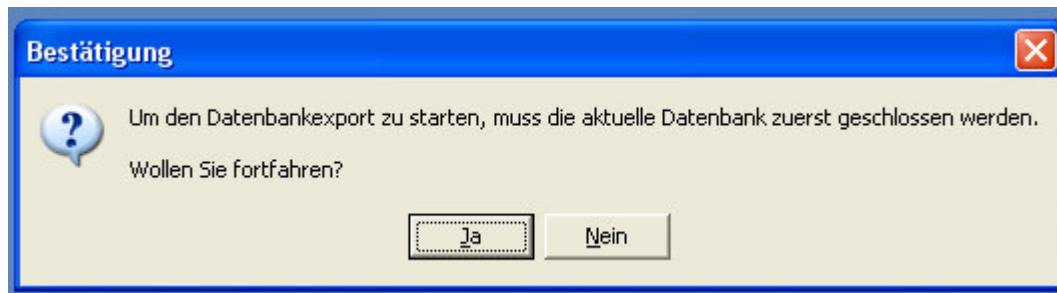 Bestätigung
Um den Datenbankexport zu starten, muss die aktuelle Datenbank zuerst geschlossen werden.
Wollen Sie fortfahren?
Ja
Nein